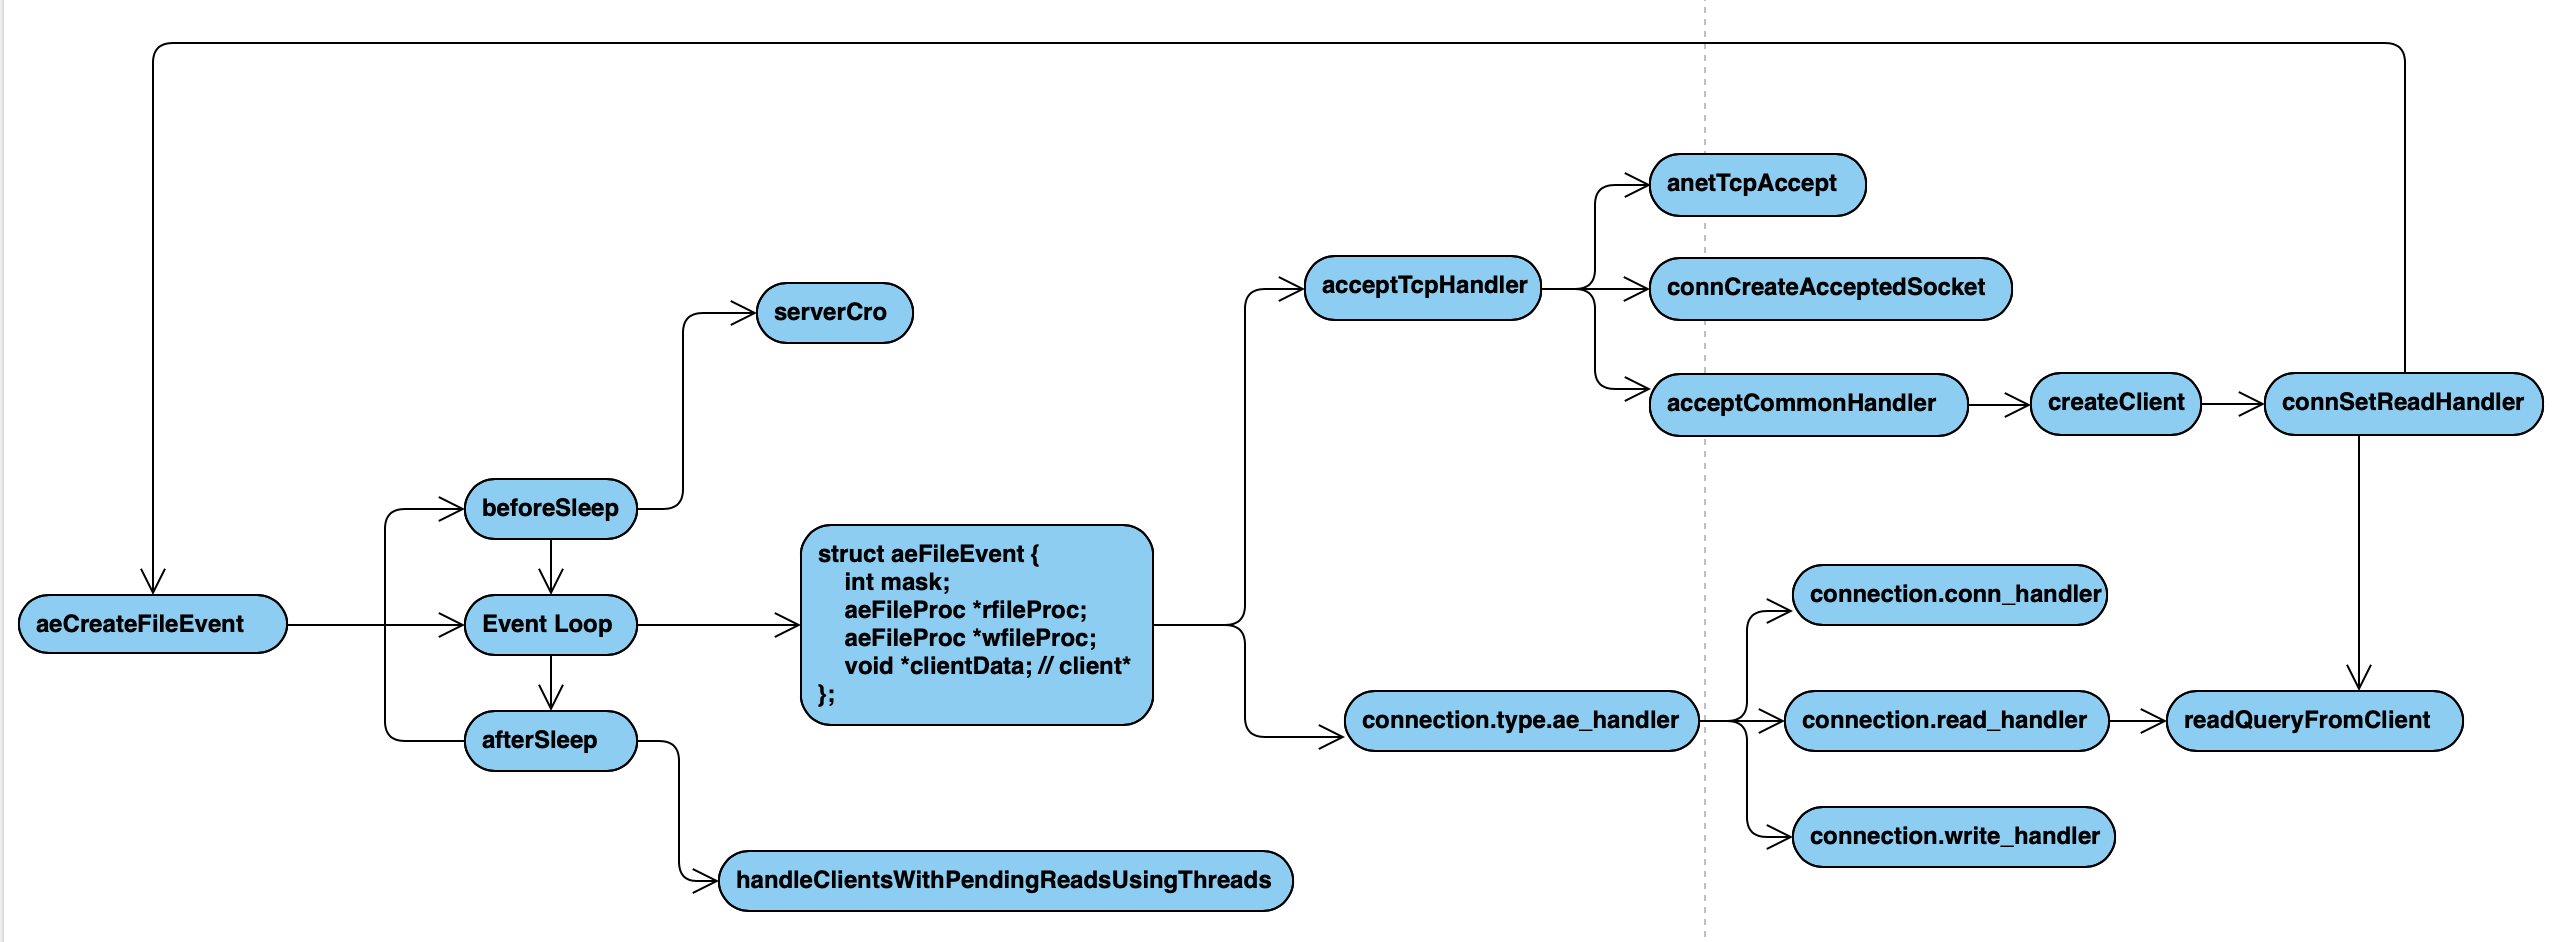 anetTcpAccept
acceptTcpHandler
connCreateAcceptedSocket
serverCro
acceptCommonHandler
createClient
connSetReadHandler
beforeSleep
struct aeFileEvent {
int mask;
aeFileProc *rfileProc;
aeFileProc *wfileProc;
void *clientData; // client*
};
aeCreateFileEvent
Event Loop
afterSleep
connection.conn_handler
connection.type.ae_handler
connection.read_handler
readQueryFromClient
connection.write_handler
handleClientsWithPendingReadsUsingThreads